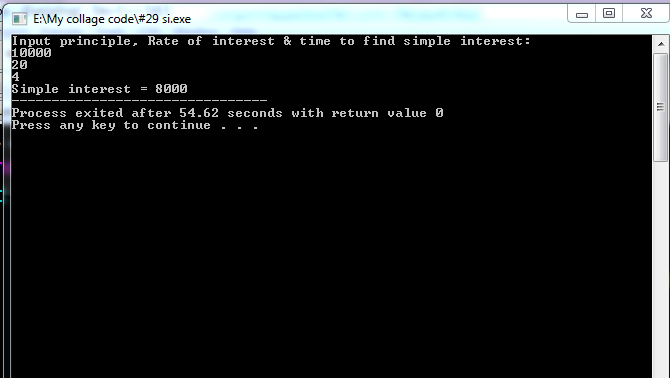 E:\My collage code\#29 si.exe
Input principle, Rate of interest & time to find simple interest:
10000
20
4
Simple interest = 8000
--------------------------------
Process exited after 54.62 seconds with return value 0
Press any key to continue . . .